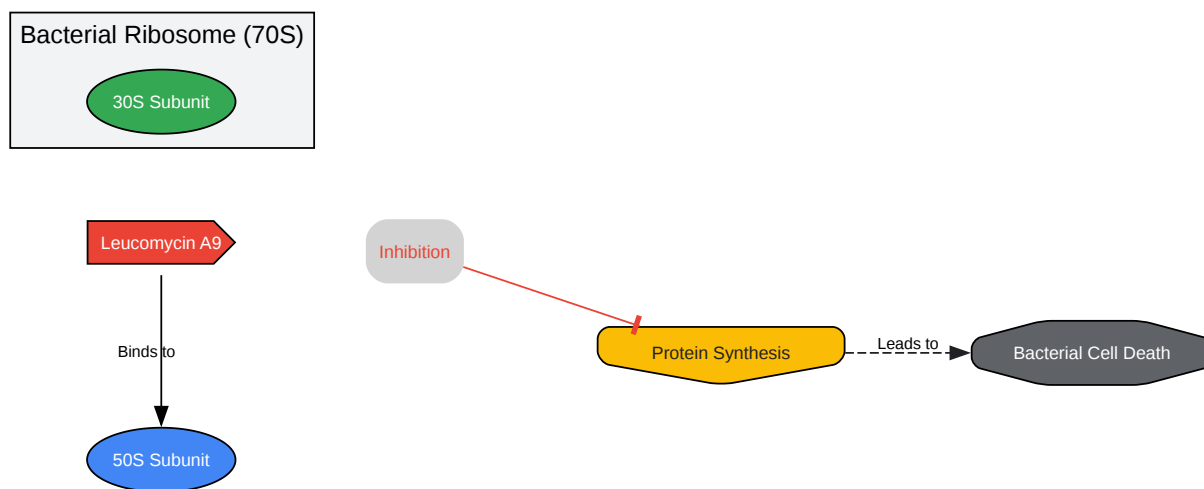 Bacterial Ribosome (70S)
30S Subunit
Leucomycin A9
Inhibition
Binds to
Protein Synthesis
Leads to
Bacterial Cell Death
50S Subunit